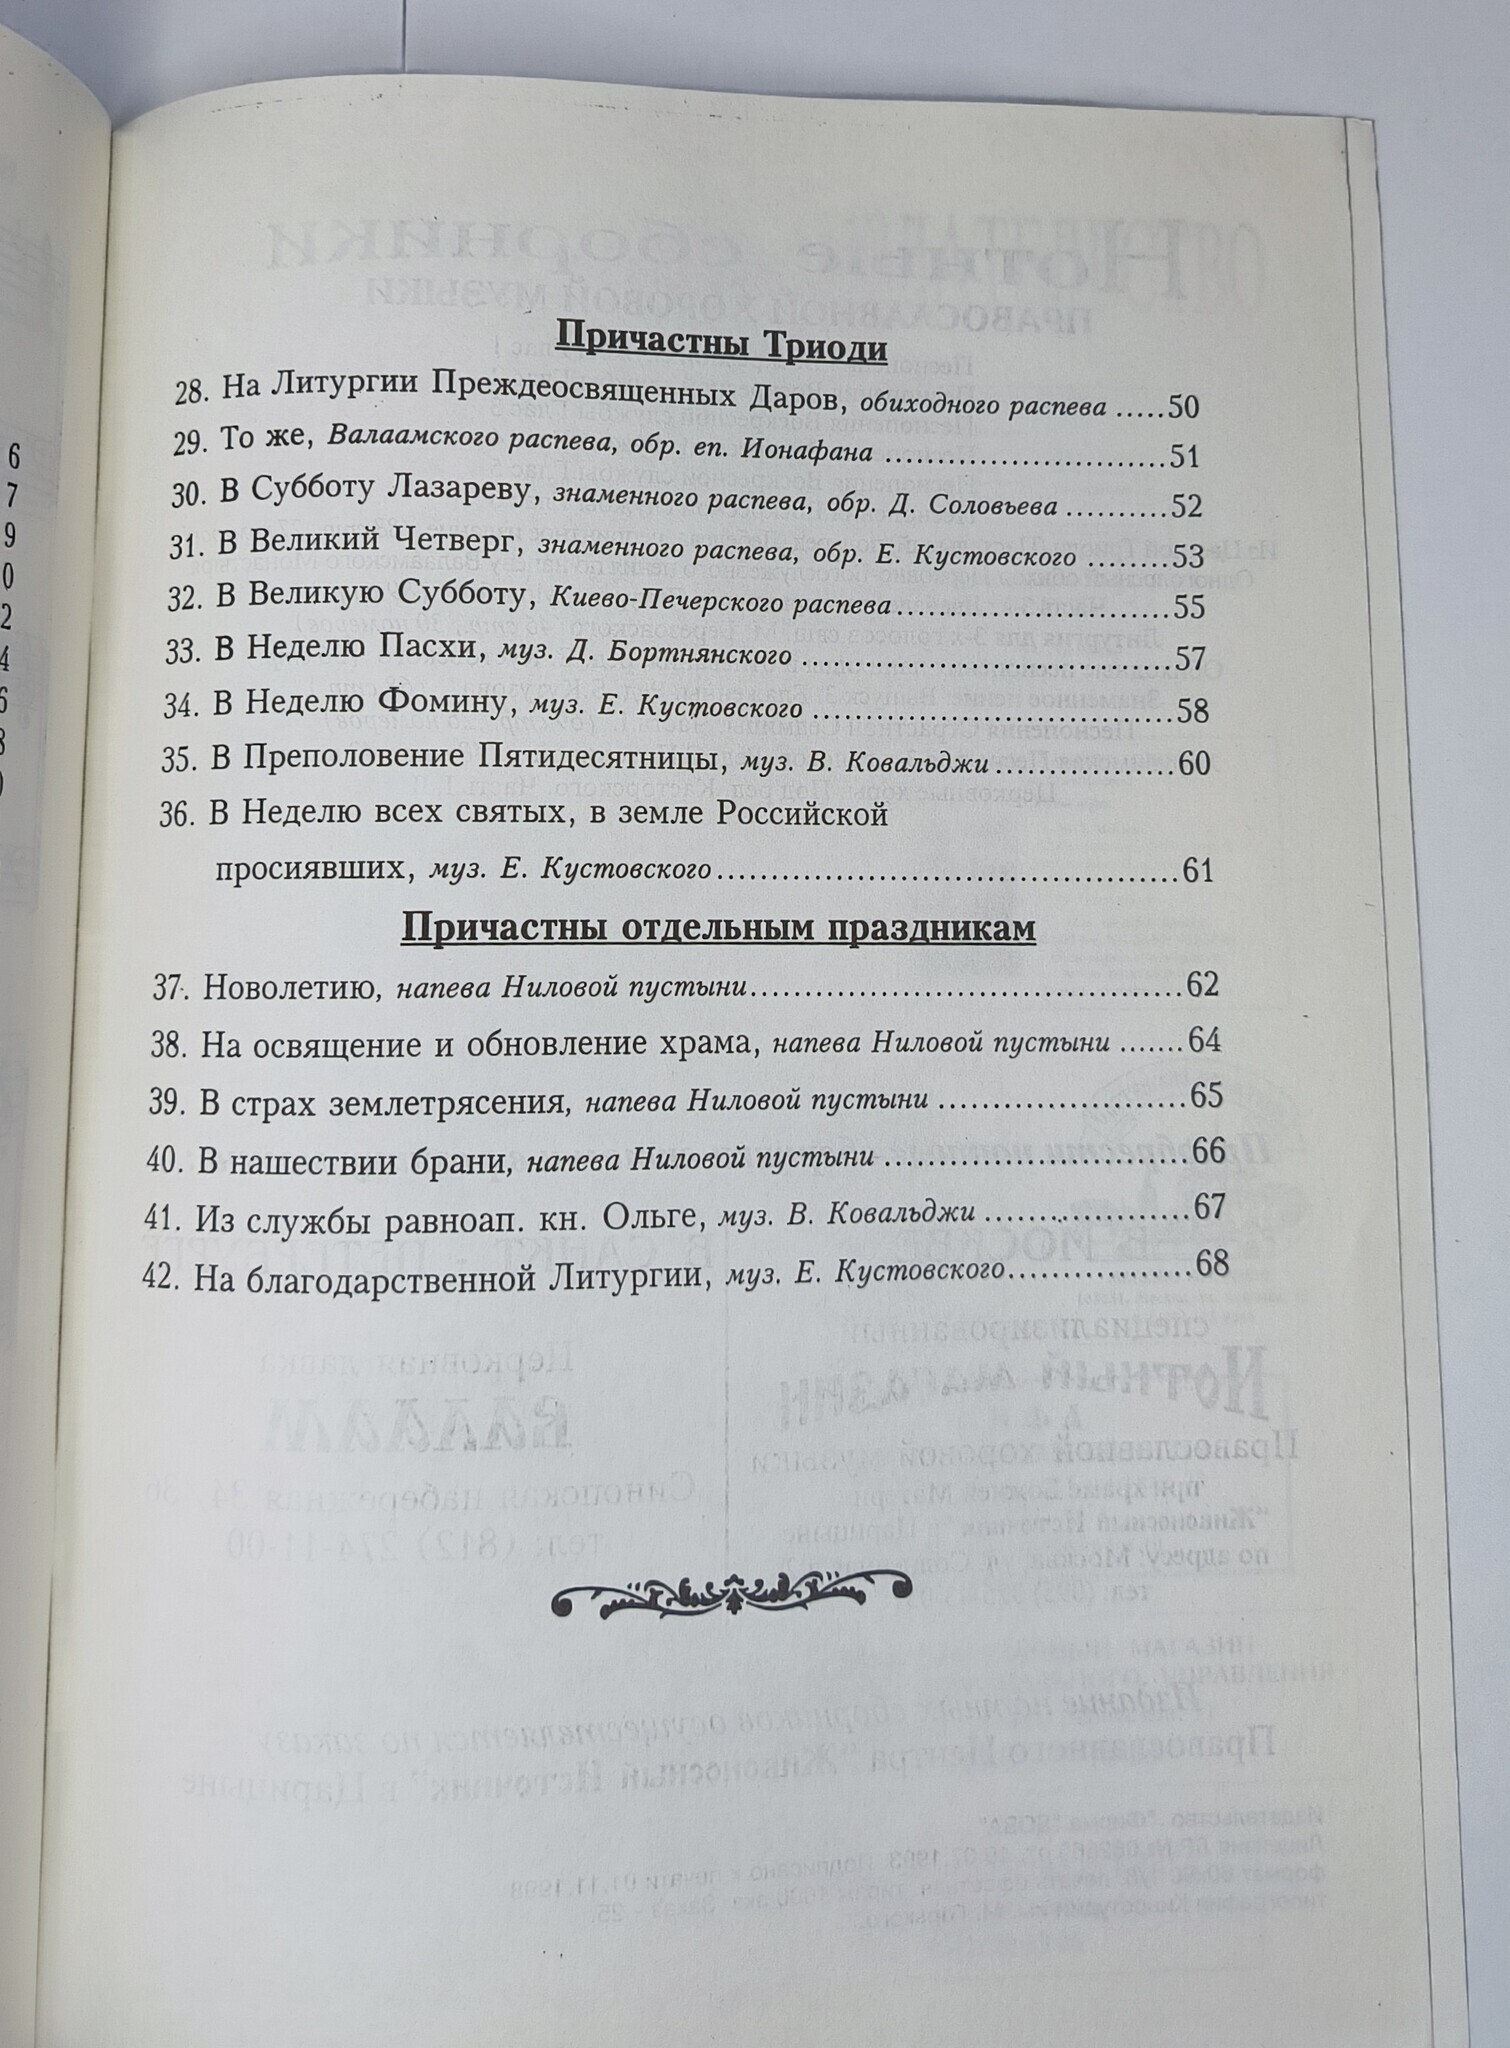 Причастны Триоди
28. На Литургии Преждеосвященных Даров, обиходного распева .....50
29. То же, Валаамского распева, обр. еп. Ионафана ............................51
30. В Субботу Лазареву, знаменного распева, обр. Д. Соловьева ..........52
31. В Великий Четверг, знаменного распева, обр. Е. Кустовского .........53
32. В Великую Субботу, Киево-Печерского распева............................55
33. В Неделю Пасхи, муз. Д. Бортнянского .....................................57
34. В Неделю Фомину, муз. Е. Кустовского .....................................58
35. В Преполовение Пятидесятницы, муз. В. Ковальджи..................60
36. В Неделю всех святых, в земле Российской
просиявших, муз. Е. Кустовского...............................................61
Причастны отдельным праздникам
37. Новолетию, напева Ниловой пустыни...........................................62
38. На освящение и обновление храма, напева Ниловой пустыни .......64
39. В страх землетрясения, напева Ниловой пустыни .........................65
40. В нашествии брани, напева Ниловой пустыни ...............................66
41. Из службы равноап. кн. Ольге, муз. В. Ковальджи .....................67
42. На благодарственной Литургии, муз. Е. Кустовского...................68
6
7
9
0
2
4
6
8